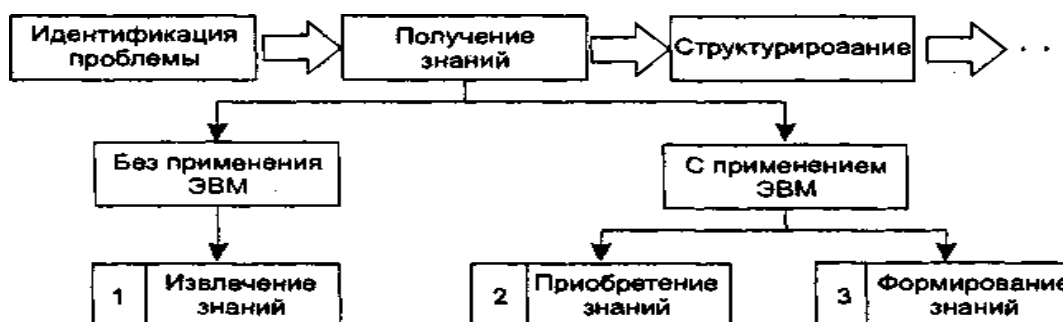 Идентификация
проблемы
Получение
знаний
Структурироаание
. .
Без применения
ЭВМ
С применением
ЭВМ
1
Извлечение
знаний
2
Приобретение
знаний
3
Формирование
знаний